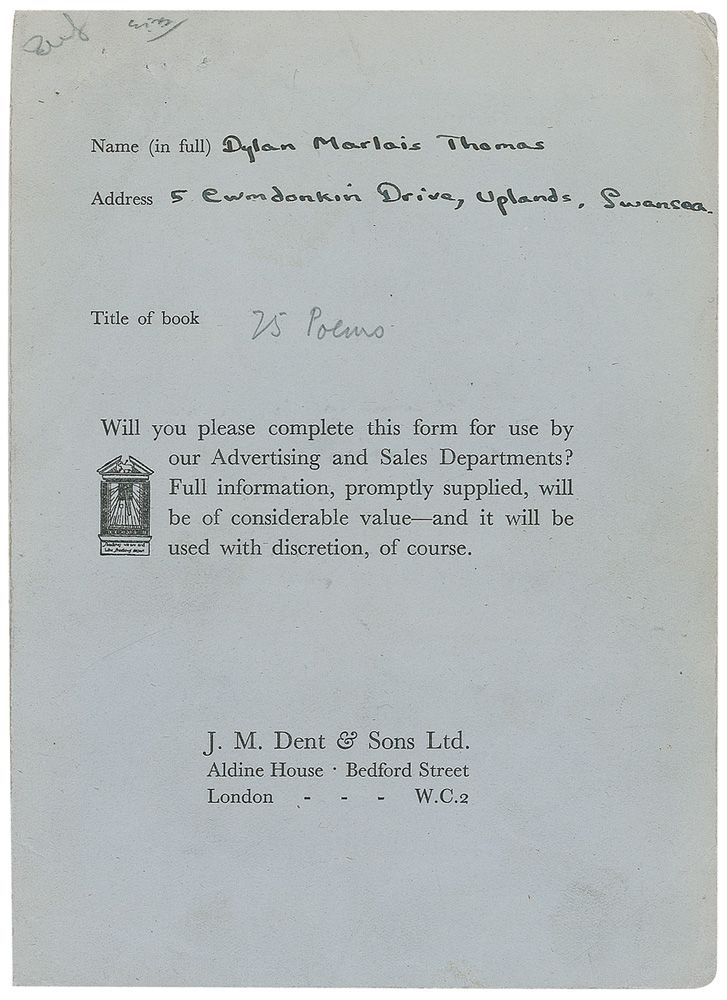 Name (in full) Dylan Marlais Thomas
Address 5 Cwmdonkin Drive, Uplands, Swansea.
Title of book 25 Poems
Will you please complete this form for use by
our Advertising and Sales Departments?
Full information, promptly supplied, will
be of considerable value—and it will be
used with discretion, of course.
J. M. Dent & Sons Ltd.
Aldine House · Bedford Street
London - - - W.C.2